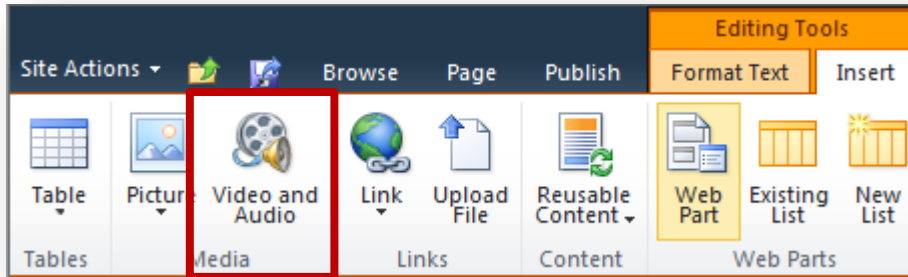 Editing Tools
Site Actions Browse Page Publish Format Text Insert
Table Picture Video and Audio Link Upload File Reusable Content Web Part Existing List New List
Tables Media Links Content Web Parts